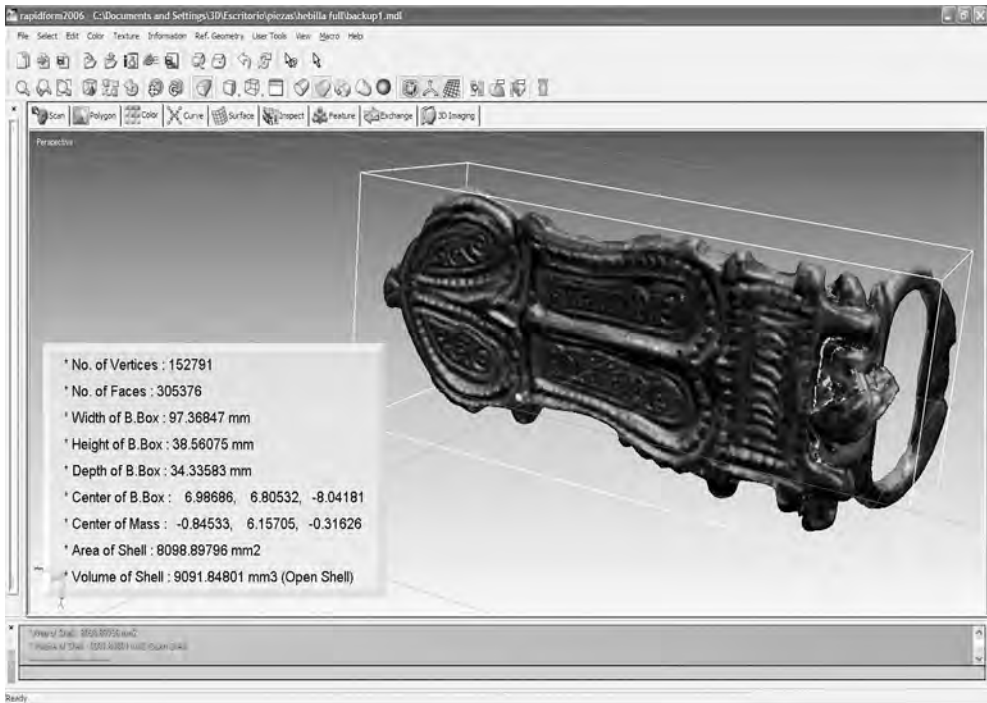 rapidform2006 C:\Documents and Settings\3D\Escritorio\piezas\hebilla full\backup1.mdl
File Select Edit Color Texture Information Ref. Geometry User Tools View Macro Help
Scan Polygon Color Curve Surface Inspect Feature Exchange 3D Imaging
Perspective
* No. of Vertices : 152791
* No. of Faces : 305376
* Width of B.Box : 97.36847 mm
* Height of B.Box : 38.56075 mm
* Depth of B.Box : 34.33583 mm
* Center of B.Box : 6.98686, 6.80532, -8.04181
* Center of Mass : -0.84533, 6.15705, -0.31626
* Area of Shell : 8098.89796 mm2
* Volume of Shell : 9091.84801 mm3 (Open Shell)
Ready